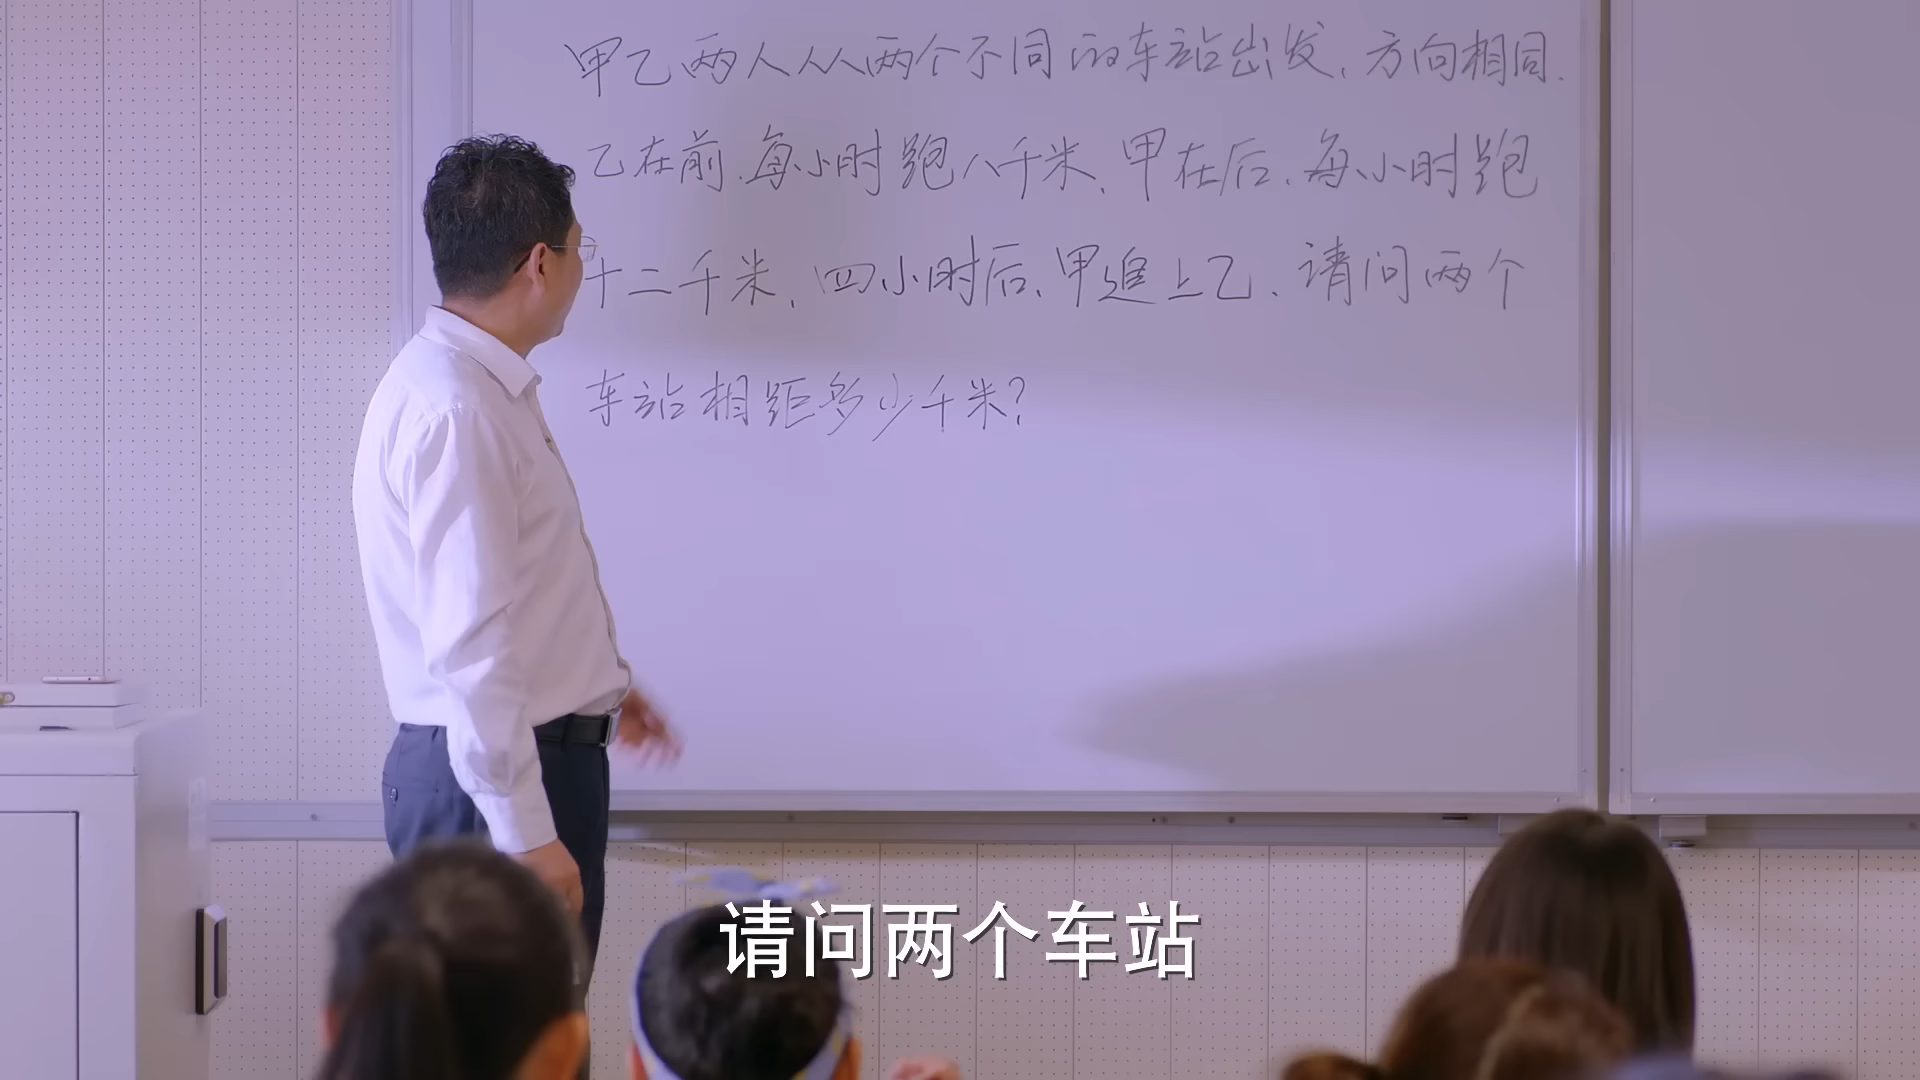 甲乙两人从两个不同的车站出发，方向相同.
乙在前，每小时跑八千米，甲在后，每小时跑
十二千米，四小时后，甲追上乙，请问两个
车站相距多少千米？
请问两个车站